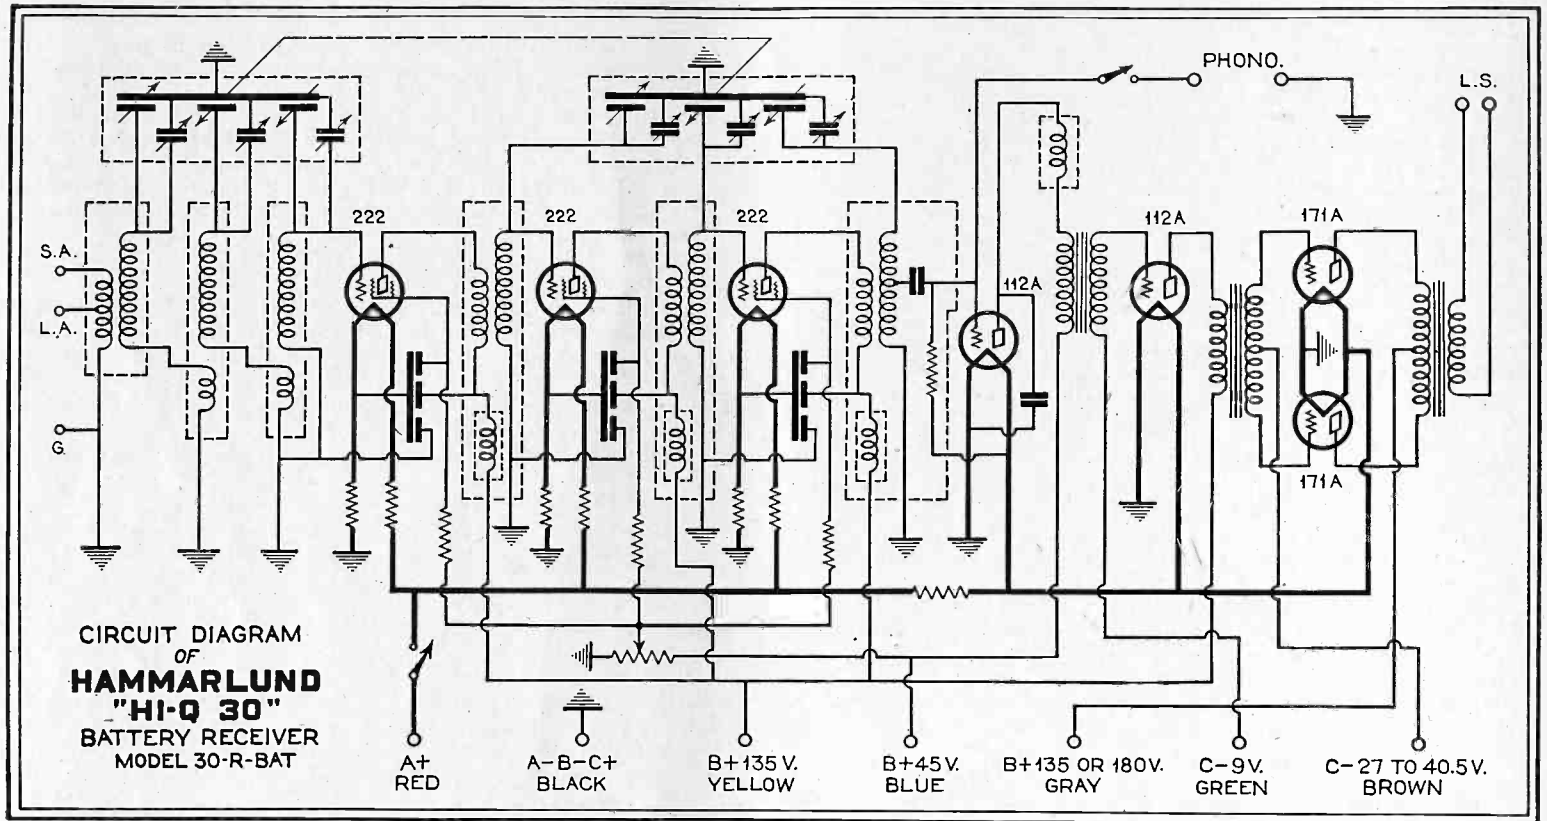 PHONO.
L.S.
222
222
222
112A
171A
S.A.
112A
L.A.
G.
171A
CIRCUIT DIAGRAM
OF
HAMMARLUND
"HI-Q 30"
BATTERY RECEIVER
MODEL 30-R-BAT
A+
RED
A-B-C+
BLACK
B+135 V.
YELLOW
B+45V.
BLUE
B+135 OR 180V.
GRAY
C-9V.
GREEN
C-27 TO 40.5V.
BROWN